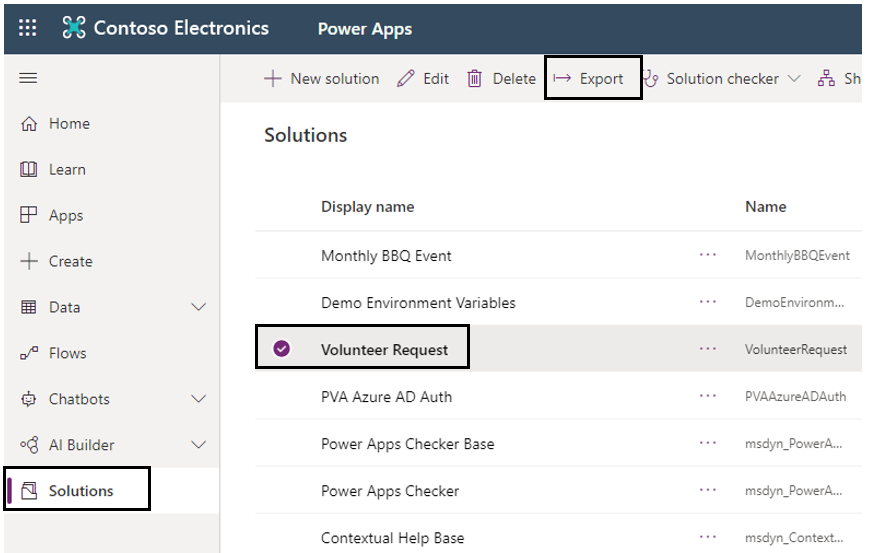 Contoso Electronics Power Apps
New solution Edit Delete Export Solution checker Sh
Home
Learn
Apps
Create
Data
Flows
Chatbots
AI Builder
Solutions
Solutions
Display name Name
Monthly BBQ Event ... MonthlyBBQEvent
Demo Environment Variables ... DemoEnvironm...
Volunteer Request ... VolunteerRequest
PVA Azure AD Auth ... PVAAzureADAuth
Power Apps Checker Base ... msdyn_PowerA...
Power Apps Checker ... msdyn_PowerA...
Contextual Help Base ... msdyn_Context...